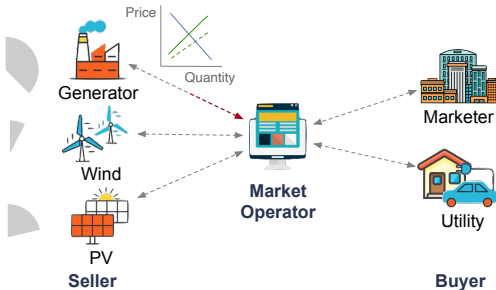 Price
Quantity
Generator
Wind
PV
Seller
Market
Operator
Marketer
Utility
Buyer